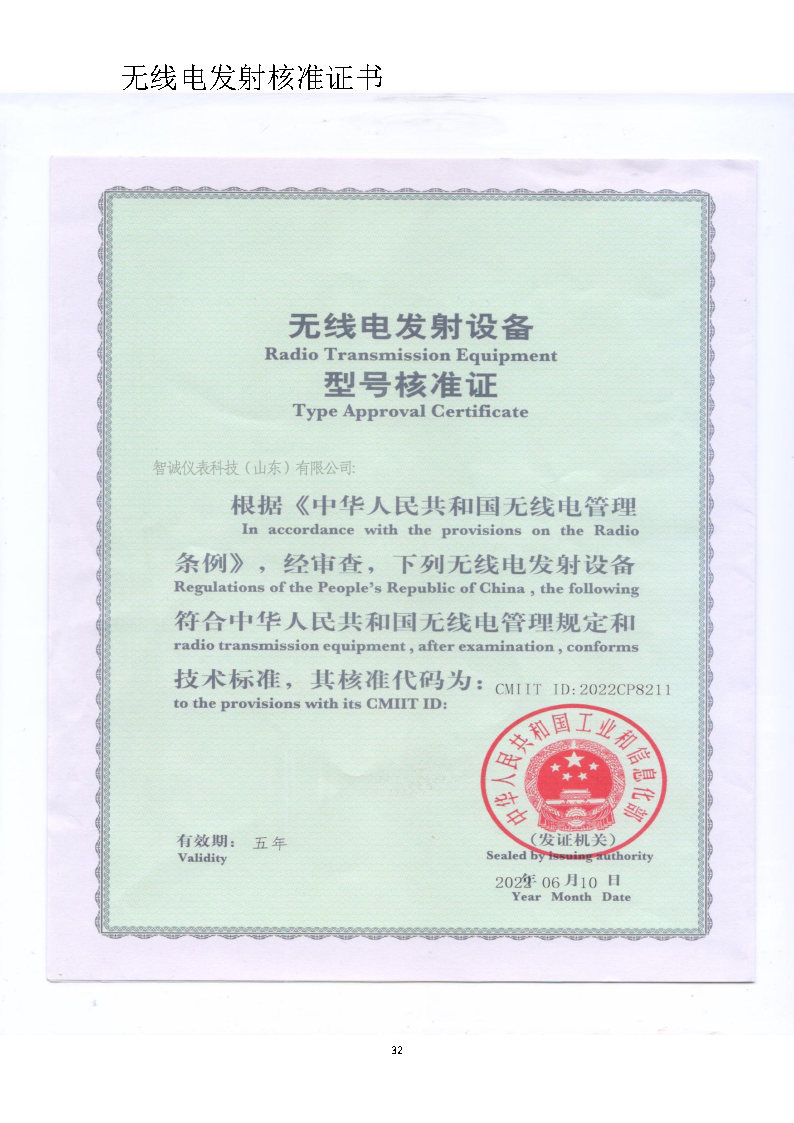 无线电发射核准证书
无线电发射设备
Radio Transmission Equipment
型号核准证
Type Approval Certificate
智诚仪表科技（山东）有限公司:
根据《中华人民共和国无线电管理
In accordance with the provisions on the Radio
条例》，经审查，下列无线电发射设备
Regulations of the People's Republic of China , the following
符合中华人民共和国无线电管理规定和
radio transmission equipment , after examination , conforms
技术标准，其核准代码为：CMIIT ID:2022CP8211
to the provisions with its CMIIT ID:
中华人民共和国工业和信息化部
有效期： 五年
（发证机关）
Validity
Sealed by issuing authority
2022年 06 月10 日
Year Month Date
32